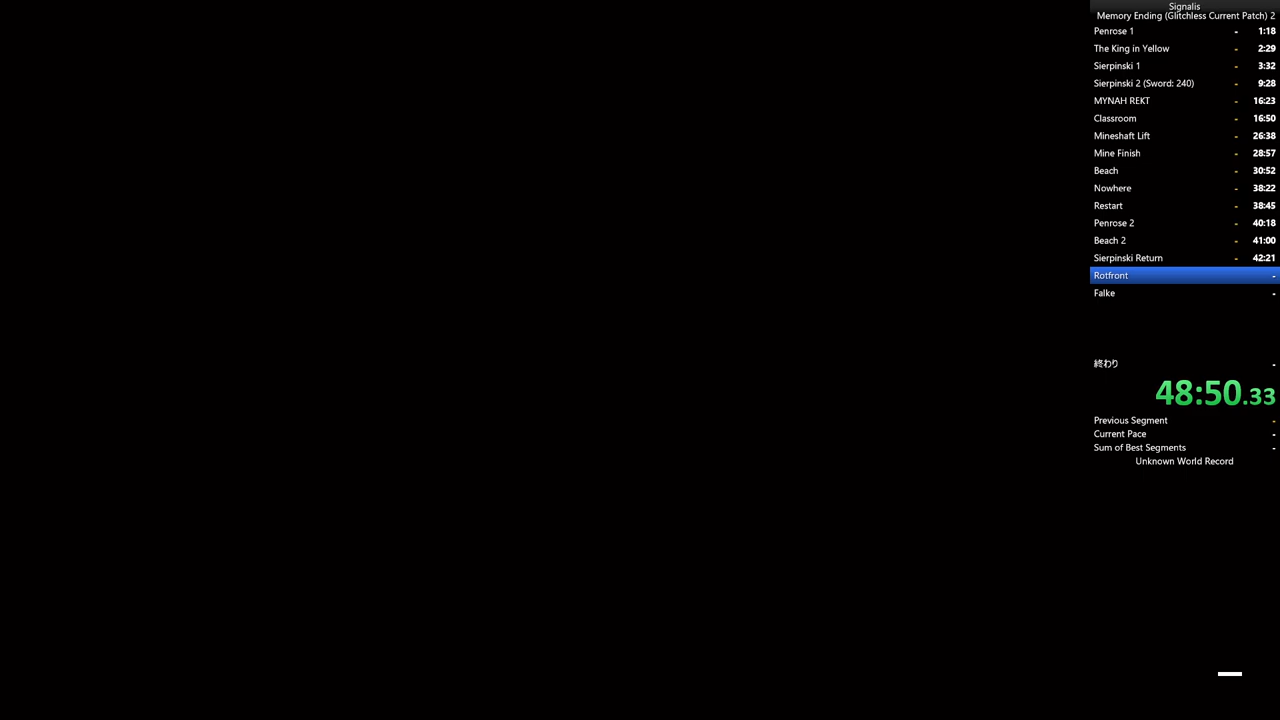 Signalis
Memory Ending (Glitchless Current Patch) 2
Penrose 1 - 1:18
The King in Yellow - 2:29
Sierpinski 1 - 3:32
Sierpinski 2 (Sword: 240) - 9:28
MYNAH REKT - 16:23
Classroom - 16:50
Mineshaft Lift - 26:38
Mine Finish - 28:57
Beach - 30:52
Nowhere - 38:22
Restart - 38:45
Penrose 2 - 40:18
Beach 2 - 41:00
Sierpinski Return - 42:21
Rotfront -
Falke -
終わり -
48:50.33
Previous Segment -
Current Pace -
Sum of Best Segments -
Unknown World Record